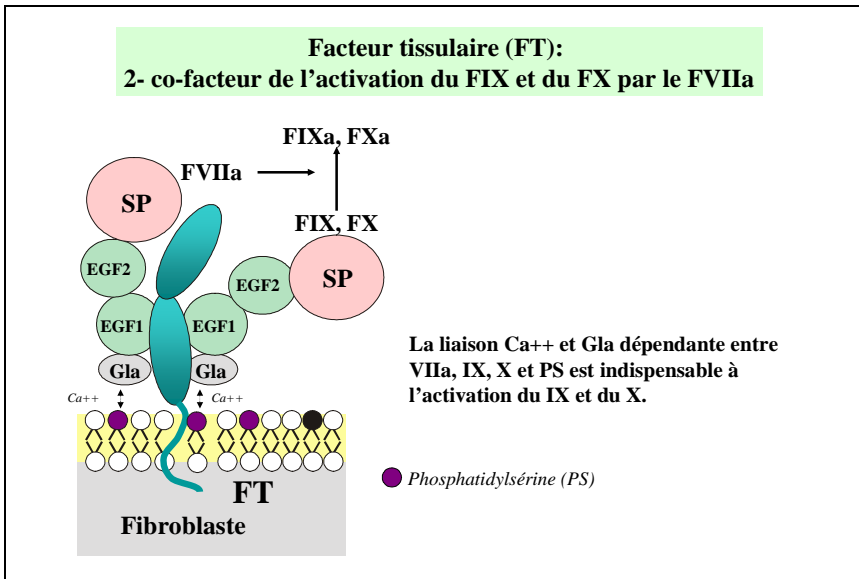 Facteur tissulaire (FT):
2- co-facteur de l'activation du FIX et du FX par le FVIIa
FIXa, FXa
FVIIa
SP
FIX, FX
EGF2
EGF2
SP
EGF1
EGF1
Gla
Gla
Ca++
Ca++
La liaison Ca++ et Gla dépendante entre
VIIa, IX, X et PS est indispensable à
l'activation du IX et du X.
Phosphatidylsérine (PS)
FT
Fibroblaste